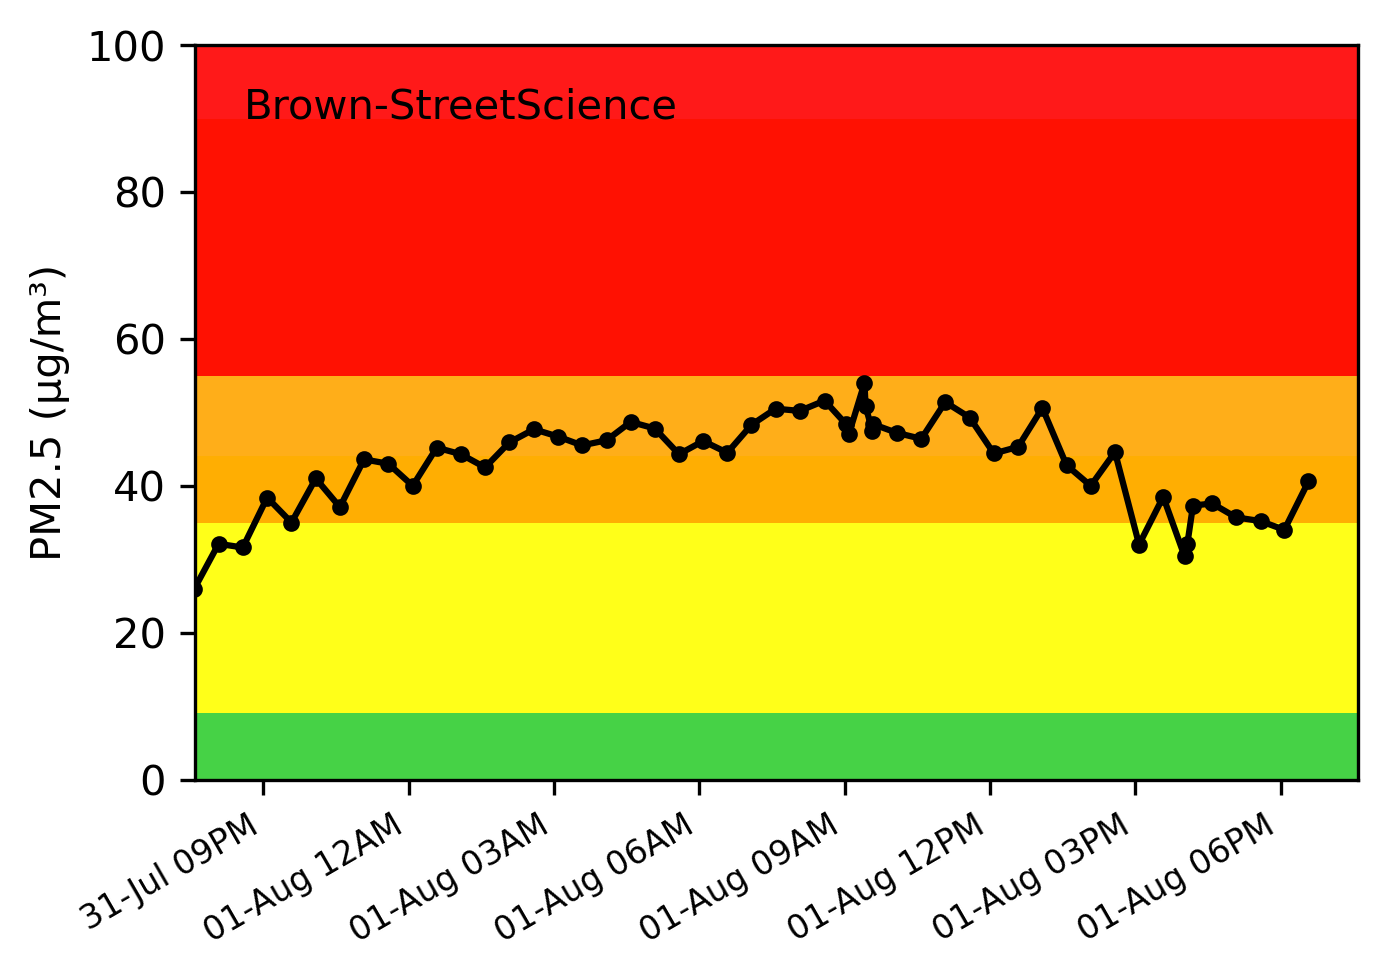 Brown-StreetScience
PM2.5 (μg/m³)
100
80
60
40
20
0
31-Jul 09PM
01-Aug 12AM
01-Aug 03AM
01-Aug 06AM
01-Aug 09AM
01-Aug 12PM
01-Aug 03PM
01-Aug 06PM